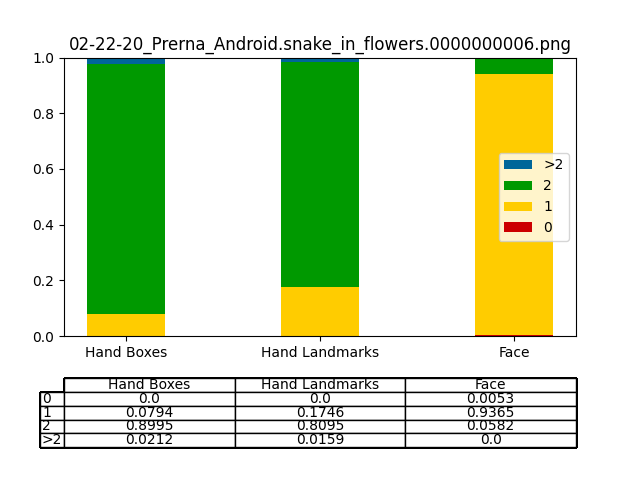 02-22-20_Prerna_Android.snake_in_flowers.0000000006.png
1.0
0.8
0.6
0.4
0.2
0.0
>2
2
1
0
Hand Boxes Hand Landmarks Face
Hand Boxes Hand Landmarks Face
0 0.0 0.0 0.0053
1 0.0794 0.1746 0.9365
2 0.8995 0.8095 0.0582
>2 0.0212 0.0159 0.0